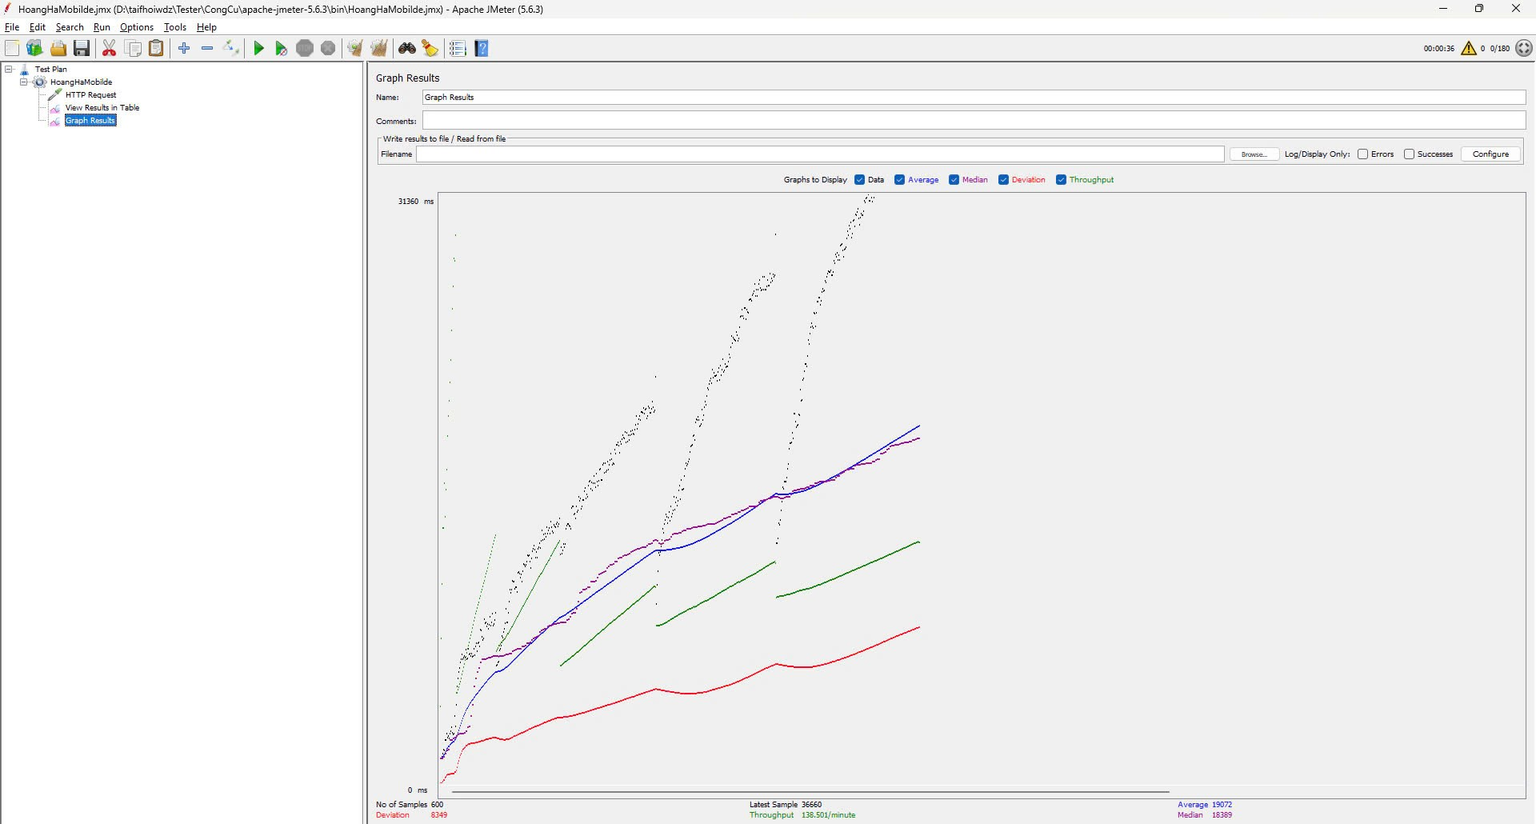 HoangHaMobilde.jmx (D:\taifhoiwdz\Tester\CongCu\apache-jmeter-5.6.3\bin\HoangHaMobilde.jmx) - Apache JMeter (5.6.3)
File Edit Search Run Options Tools Help
00:00:36 0 0/180
Test Plan
HoangHaMobilde
HTTP Request
View Results in Table
Graph Results
Graph Results
Name: Graph Results
Comments:
Write results to file / Read from file
Filename Browse... Log/Display Only: Errors Successes Configure
Graphs to Display Data Average Median Deviation Throughput
31360 ms
0 ms
No of Samples 600 Latest Sample 36660 Average 19072
Deviation 8349 Throughput 138.501/minute Median 18389